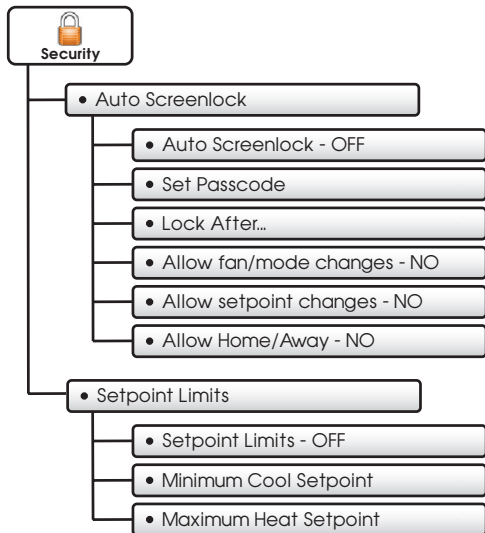 Security
• Auto Screenlock
• Auto Screenlock - OFF
• Set Passcode
• Lock After...
• Allow fan/mode changes - NO
• Allow setpoint changes - NO
• Allow Home/Away - NO
• Setpoint Limits
• Setpoint Limits - OFF
• Minimum Cool Setpoint
• Maximum Heat Setpoint